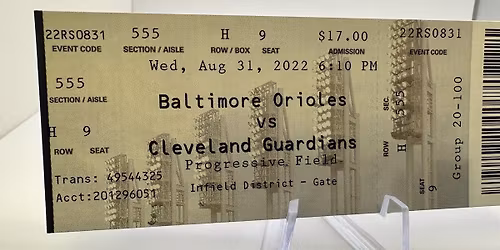 22RS0831 555 H 9 $17.00 22RS0831
EVENT CODE SECTION / AISLE ROW/BOX SEAT ADMISSION EVENT CODE
Wed, Aug 31, 2022 6:10 PM
555
SECTION / AISLE
Baltimore Orioles
vs
H 9
ROW SEAT
Cleveland Guardians
Progressive Field
Trans: 49544325
Infield District - Gate
Acct:201296051
SEC. 555
ROW H
SEAT 9
Group 20-100